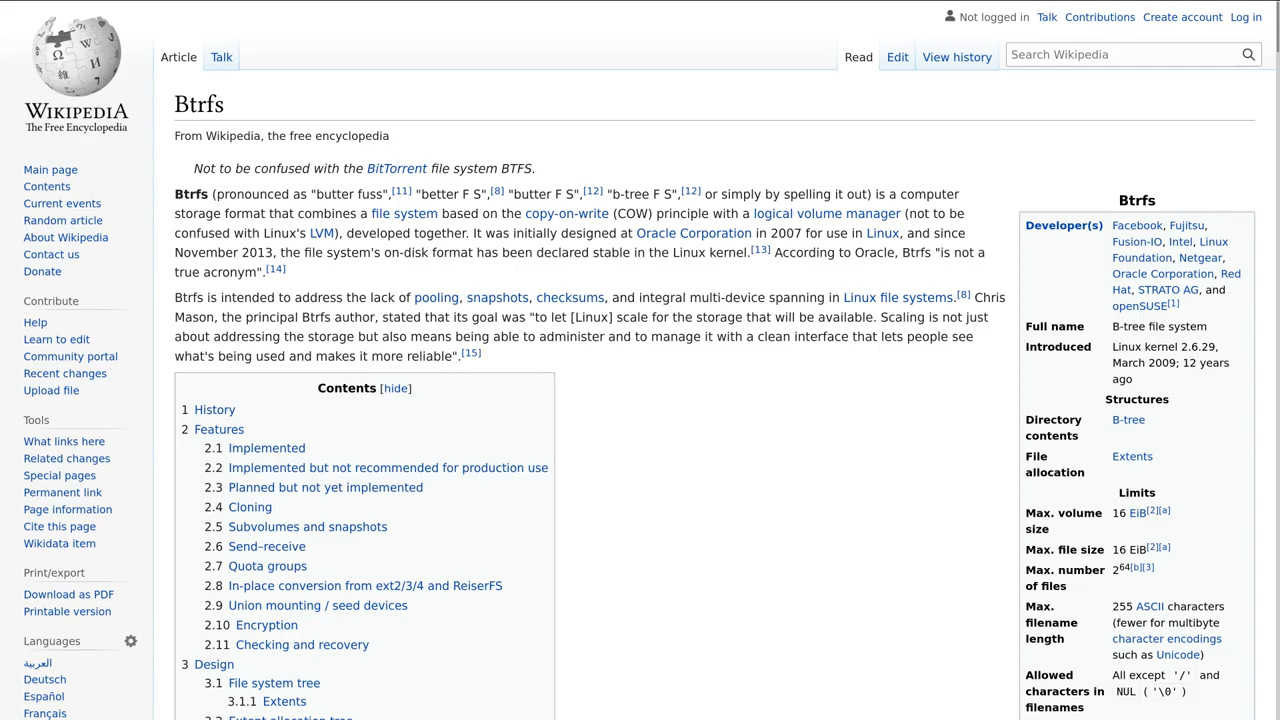 Not logged in Talk Contributions Create account Log in
Article Talk Read Edit View history Search Wikipedia
WIKIPEDIA
The Free Encyclopedia
Main page
Contents
Current events
Random article
About Wikipedia
Contact us
Donate
Contribute
Help
Learn to edit
Community portal
Recent changes
Upload file
Tools
What links here
Related changes
Special pages
Permanent link
Page information
Cite this page
Wikidata item
Print/export
Download as PDF
Printable version
Languages
العربية
Deutsch
Español
Français
Btrfs
From Wikipedia, the free encyclopedia
Not to be confused with the BitTorrent file system BTFS.
Btrfs (pronounced as "butter fuss",[11] "better F S",[8] "butter F S",[12] "b-tree F S",[12] or simply by spelling it out) is a computer
storage format that combines a file system based on the copy-on-write (COW) principle with a logical volume manager (not to be
confused with Linux's LVM), developed together. It was initially designed at Oracle Corporation in 2007 for use in Linux, and since
November 2013, the file system's on-disk format has been declared stable in the Linux kernel.[13] According to Oracle, Btrfs "is not a
true acronym".[14]
Btrfs is intended to address the lack of pooling, snapshots, checksums, and integral multi-device spanning in Linux file systems.[8] Chris
Mason, the principal Btrfs author, stated that its goal was "to let [Linux] scale for the storage that will be available. Scaling is not just
about addressing the storage but also means being able to administer and to manage it with a clean interface that lets people see
what's being used and makes it more reliable".[15]
Contents [hide]
1 History
2 Features
2.1 Implemented
2.2 Implemented but not recommended for production use
2.3 Planned but not yet implemented
2.4 Cloning
2.5 Subvolumes and snapshots
2.6 Send–receive
2.7 Quota groups
2.8 In-place conversion from ext2/3/4 and ReiserFS
2.9 Union mounting / seed devices
2.10 Encryption
2.11 Checking and recovery
3 Design
3.1 File system tree
3.1.1 Extents
3.2 Extent allocation tree
Btrfs
Developer(s) Facebook, Fujitsu,
Fusion-IO, Intel, Linux
Foundation, Netgear,
Oracle Corporation, Red
Hat, STRATO AG, and
openSUSE[1]
Full name B-tree file system
Introduced Linux kernel 2.6.29,
March 2009; 12 years
ago
Structures
Directory B-tree
contents
File Extents
allocation
Limits
Max. volume 16 EiB[2][a]
size
Max. file size 16 EiB[2][a]
Max. number 2^64[b][3]
of files
Max. 255 ASCII characters
filename (fewer for multibyte
length character encodings
such as Unicode)
Allowed All except '/' and
characters in NUL ( '\0' )
filenames